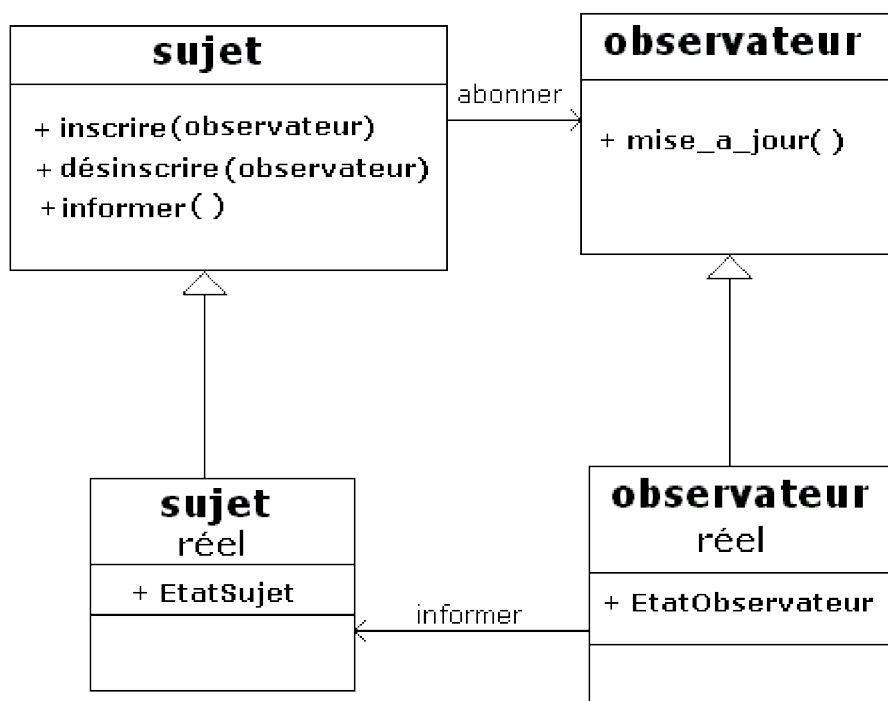 sujet
+ inscrire(observateur)
+ désinscrire(observateur)
+ informer( )
abonner
observateur
+ mise_a_jour( )
sujet
réel
+ EtatSujet
informer
observateur
réel
+ EtatObservateur